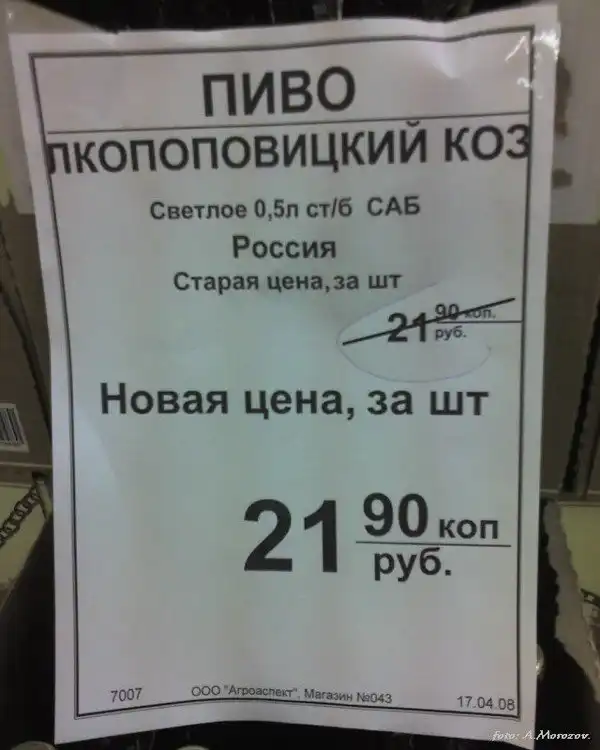 ПИВО
ЛКОПОПОВИЦКИЙ КОЗ
Светлое 0,5л ст/б САБ
Россия
Старая цена,за шт
21 90 коп.
руб.
Новая цена, за шт
21 90 коп
руб.
7007 ООО "Агроаспект". Магазин №043 17.04.08
foto: A.Morozov.